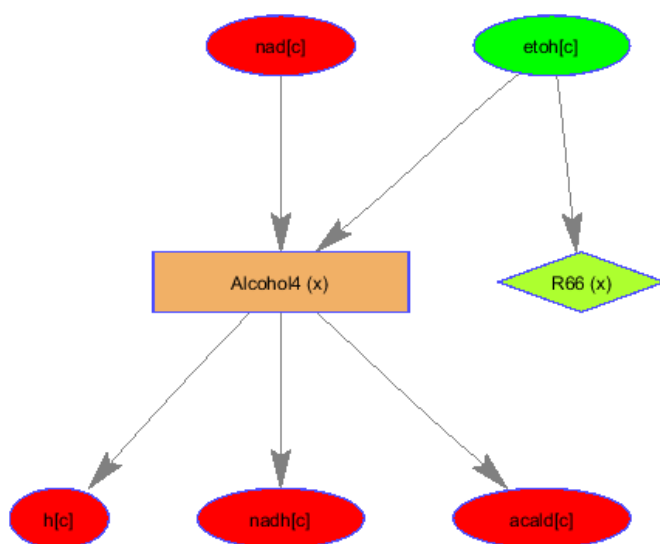 nad[c]
etoh[c]
Alcohol4 (x)
R66 (x)
h[c]
nadh[c]
acald[c]